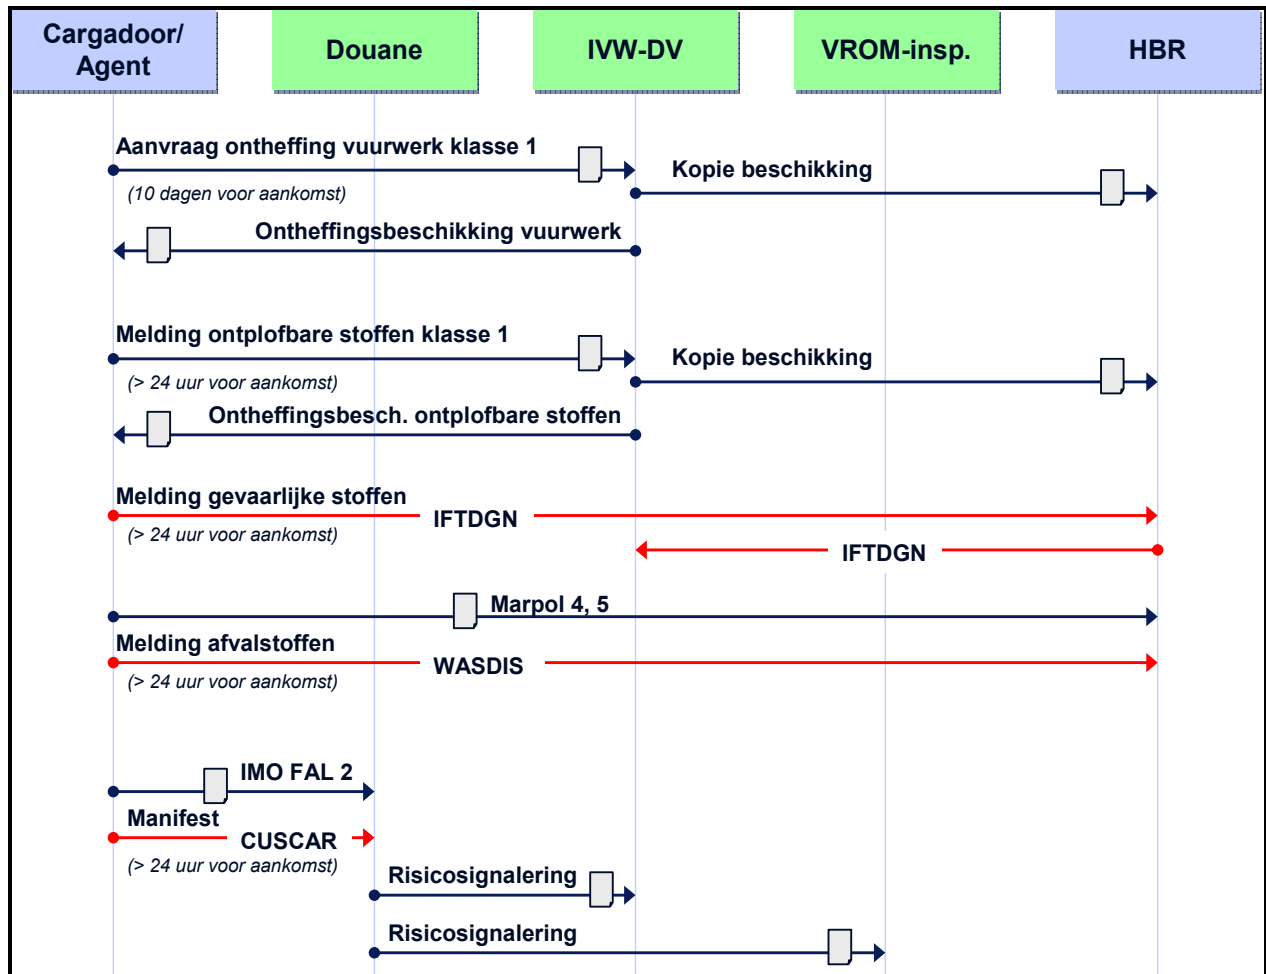 Cargadoor/
Agent
Douane
IVW-DV
VROM-insp.
HBR
Aanvraag ontheffing vuurwerk klasse 1
(10 dagen voor aankomst)
Kopie beschikking
Ontheffingsbeschikking vuurwerk
Melding ontplofbare stoffen klasse 1
(> 24 uur voor aankomst)
Kopie beschikking
Ontheffingsbesch. ontplofbare stoffen
Melding gevaarlijke stoffen
IFTDGN
(> 24 uur voor aankomst)
IFTDGN
Marpol 4, 5
Melding afvalstoffen
WASDIS
(> 24 uur voor aankomst)
IMO FAL 2
Manifest
CUSCAR
(> 24 uur voor aankomst)
Risicosignalering
Risicosignalering